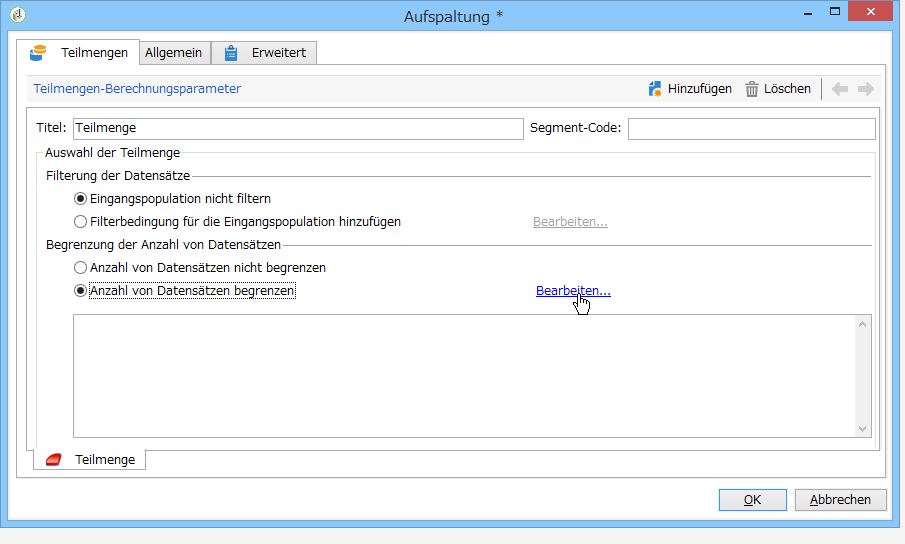 Aufspaltung *
Teilmengen Allgemein Erweitert
Teilmengen-Berechnungsparameter Hinzufügen Löschen
Titel: Teilmenge Segment-Code:
Auswahl der Teilmenge
Filterung der Datensätze
Eingangspopulation nicht filtern
Filterbedingung für die Eingangspopulation hinzufügen Bearbeiten...
Begrenzung der Anzahl von Datensätzen
Anzahl von Datensätzen nicht begrenzen
Anzahl von Datensätzen begrenzen Bearbeiten...
Teilmenge
OK Abbrechen